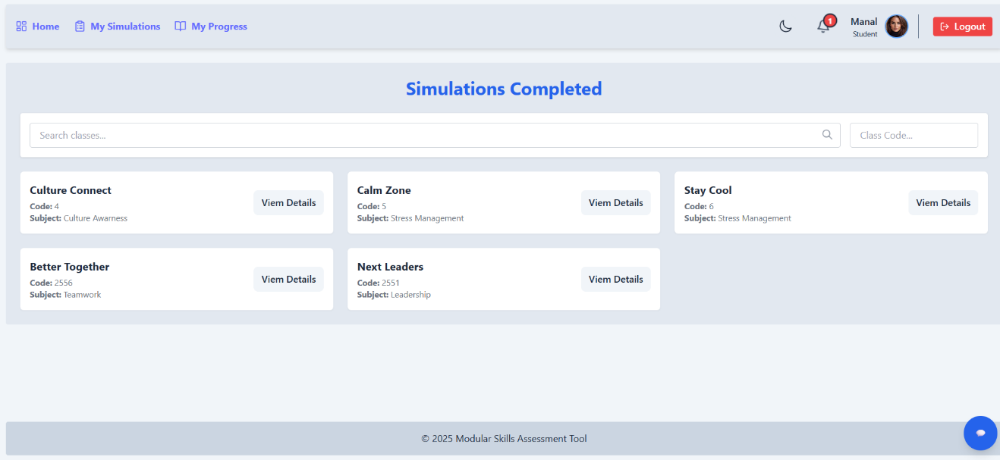 Home My Simulations My Progress 1 Manal Logout
Student
Simulations Completed
Search classes... Class Code...
Culture Connect
Code: 4
Subject: Culture Awarness
Viem Details
Calm Zone
Code: 5
Subject: Stress Management
Viem Details
Stay Cool
Code: 6
Subject: Stress Management
Viem Details
Better Together
Code: 2556
Subject: Teamwork
Viem Details
Next Leaders
Code: 2551
Subject: Leadership
Viem Details
© 2025 Modular Skills Assessment Tool